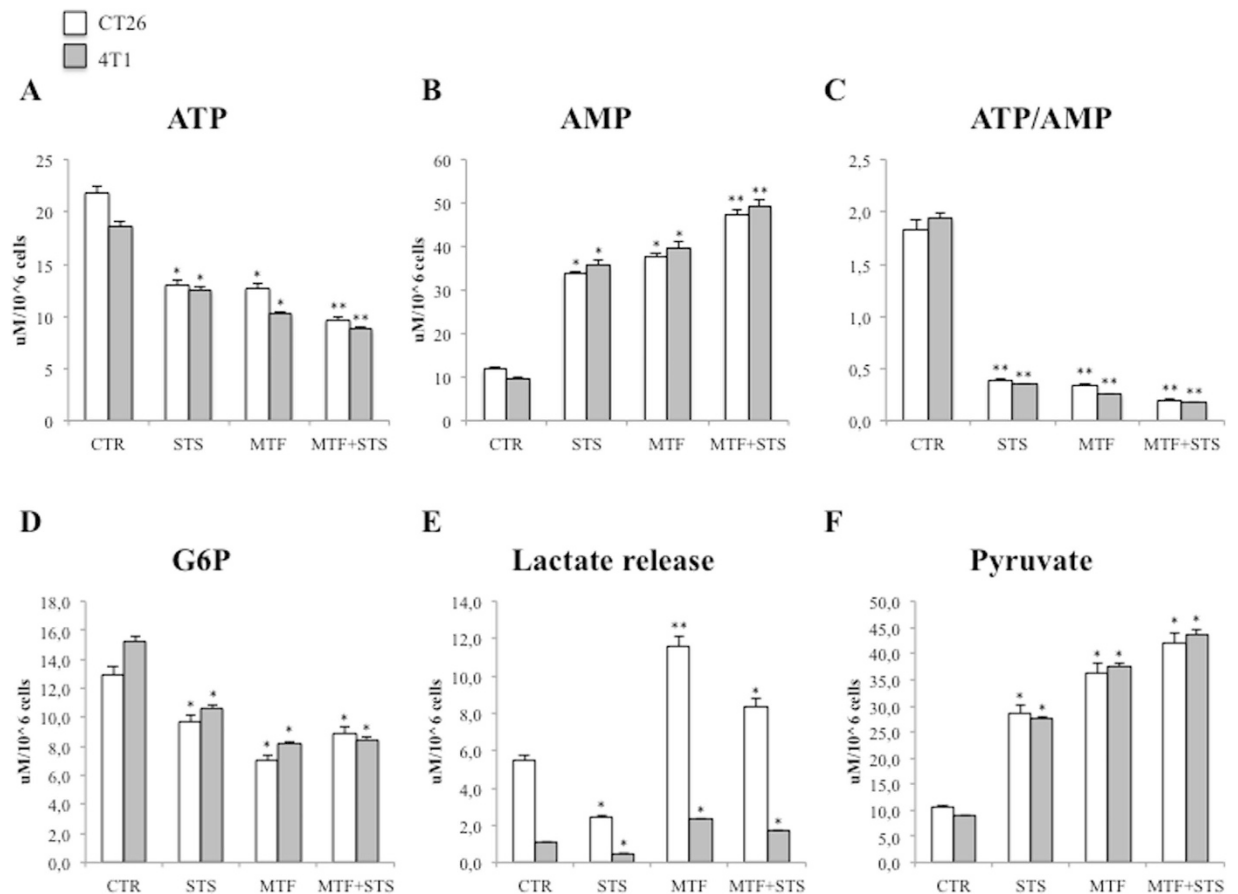 CT26
4T1
A
ATP
uM/10^6 cells
25
20
15
10
5
0
* * * * ** **
CTR STS MTF MTF+STS
B
AMP
uM/10^6 cells
60
50
40
30
20
10
0
* * * * ** **
CTR STS MTF MTF+STS
C
ATP/AMP
2,5
2,0
1,5
1,0
0,5
0,0
** ** ** ** ** **
CTR STS MTF MTF+STS
D
G6P
uM/10^6 cells
18,0
16,0
14,0
12,0
10,0
8,0
6,0
4,0
2,0
0,0
* * * * * *
CTR STS MTF MTF+STS
E
Lactate release
uM/10^6 cells
14,0
12,0
10,0
8,0
6,0
4,0
2,0
0,0
* * ** * * *
CTR STS MTF MTF+STS
F
Pyruvate
uM/10^6 cells
50,0
45,0
40,0
35,0
30,0
25,0
20,0
15,0
10,0
5,0
0,0
* * * * * *
CTR STS MTF MTF+STS